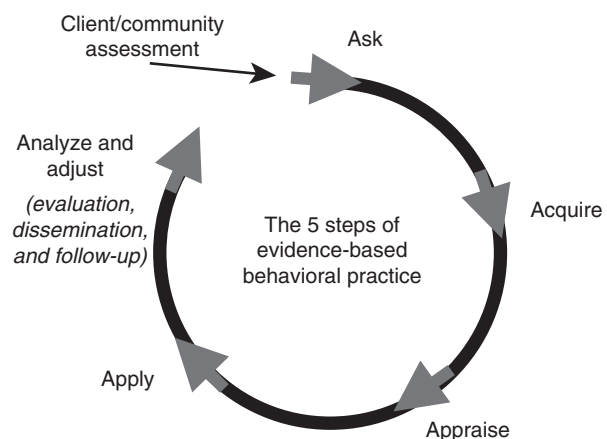 Client/community
assessment
Ask
Acquire
Appraise
Apply
Analyze and
adjust
(evaluation,
dissemination,
and follow-up)
The 5 steps of
evidence-based
behavioral practice